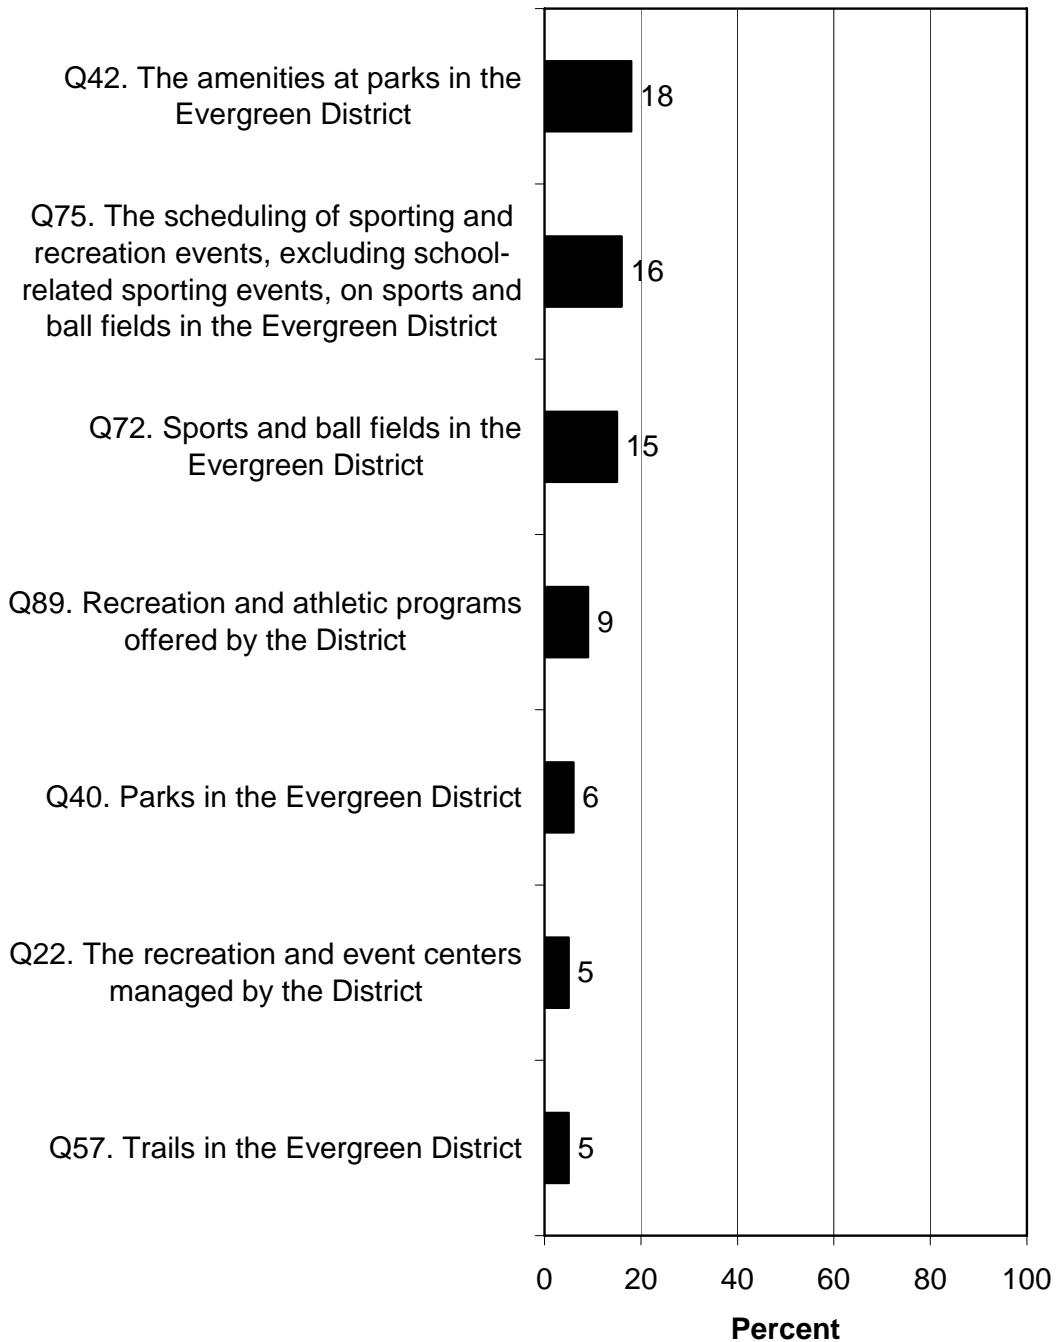 Q42. The amenities at parks in the
Evergreen District
18
Q75. The scheduling of sporting and
recreation events, excluding school-
related sporting events, on sports and
ball fields in the Evergreen District
16
Q72. Sports and ball fields in the
Evergreen District
15
Q89. Recreation and athletic programs
offered by the District
9
Q40. Parks in the Evergreen District
6
Q22. The recreation and event centers
managed by the District
5
Q57. Trails in the Evergreen District
5
0 20 40 60 80 100
Percent